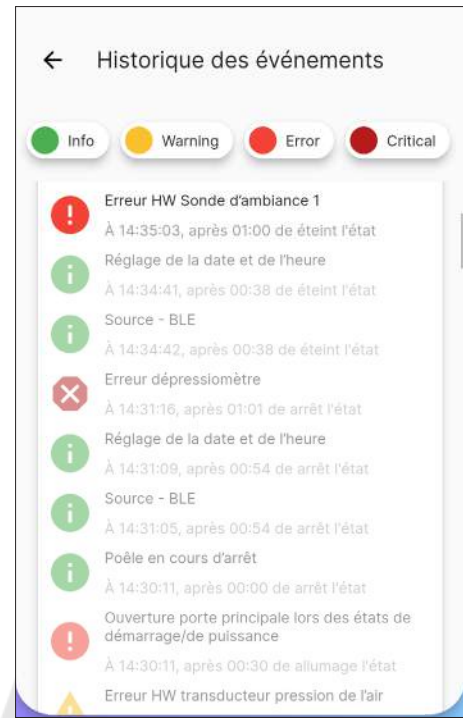 Historique des événements
Info
Warning
Error
Critical
Erreur HW Sonde d'ambiance 1
À 14:35:03, après 01:00 de éteint l'état
Réglage de la date et de l'heure
À 14:34:41, après 00:38 de éteint l'état
Source - BLE
À 14:34:42, après 00:38 de éteint l'état
Erreur dépressiomètre
À 14:31:16, après 01:01 de arrêt l'état
Réglage de la date et de l'heure
À 14:31:09, après 00:54 de arrêt l'état
Source - BLE
À 14:31:05, après 00:54 de arrêt l'état
Poêle en cours d'arrêt
À 14:30:11, après 00:00 de arrêt l'état
Ouverture porte principale lors des états de
démarrage/de puissance
À 14:30:11, après 00:30 de allumage l'état
Erreur HW transducteur pression de l'air